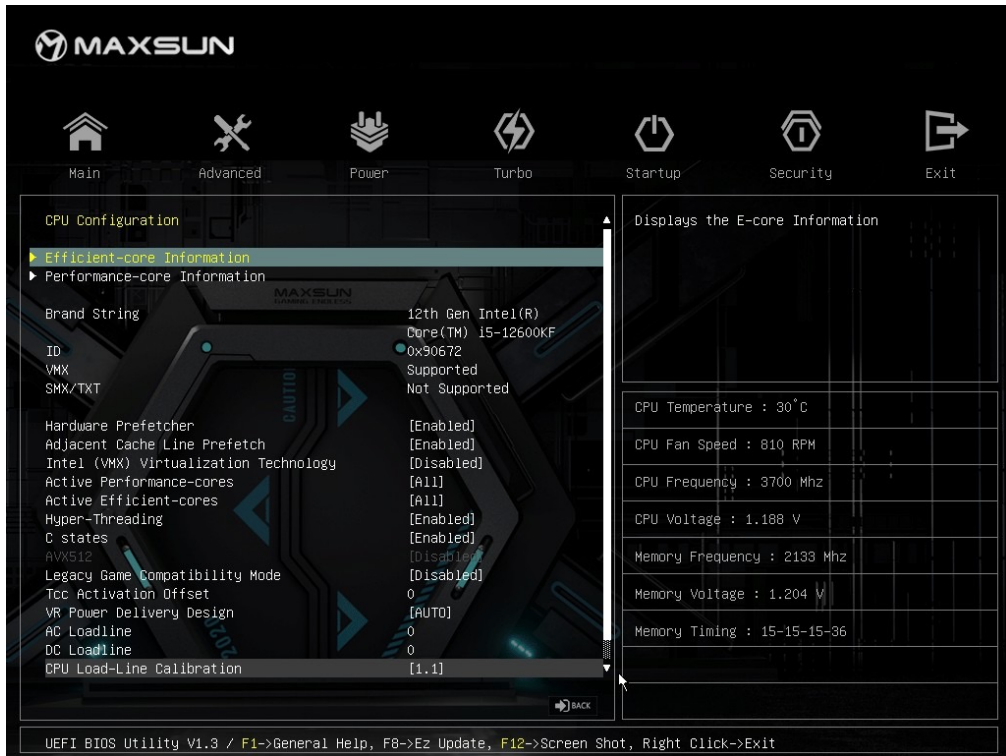 MAXSUN
Main Advanced Power Turbo Startup Security Exit
CPU Configuration
Efficient-core Information
Performance-core Information
MAXSUN
Brand String 12th Gen Intel(R)
Core(TM) i5-12600KF
ID 0x90672
VMX Supported
SMX/TXT Not Supported
CAUTIO
Hardware Prefetcher [Enabled]
Adjacent Cache Line Prefetch [Enabled]
Intel (VMX) Virtualization Technology [Disabled]
Active Performance-cores [All]
Active Efficient-cores [All]
Hyper-Threading [Enabled]
C states [Enabled]
AVX512 [Disabled]
Legacy Game Compatibility Mode [Disabled]
Tcc Activation Offset 0
VR Power Delivery Design [AUTO]
AC Loadline 0
DC Loadline 0
CPU Load-Line Calibration [1.1]
BACK
Displays the E-core Information
CPU Temperature : 30°C
CPU Fan Speed : 810 RPM
CPU Frequency : 3700 Mhz
CPU Voltage : 1.188 V
Memory Frequency : 2133 Mhz
Memory Voltage : 1.204 V
Memory Timing : 15-15-15-36
UEFI BIOS Utility V1.3 / F1->General Help, F8->Ez Update, F12->Screen Shot, Right Click->Exit